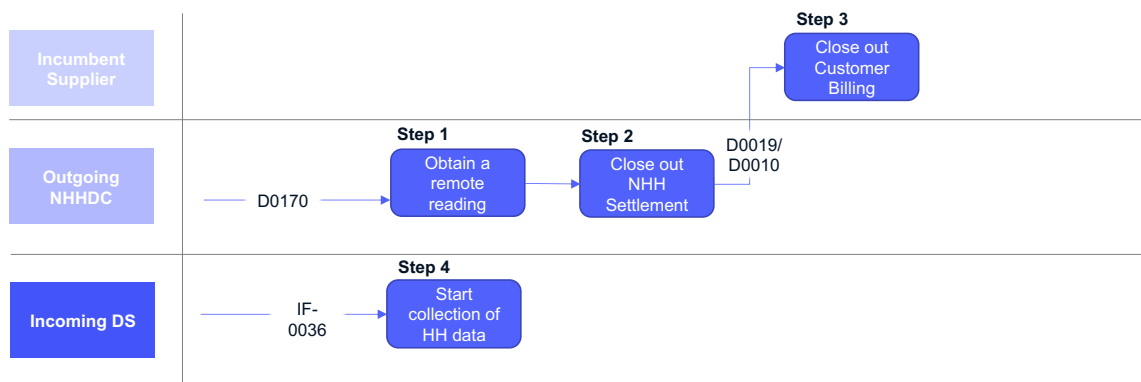 Step 3
Incumbent
Supplier
Close out
Customer
Billing
Step 1
Step 2
D0019/
D0010
Outgoing
NHHDC
D0170
Obtain a
remote
reading
Close out
NHH
Settlement
Step 4
Incoming DS
IF-
0036
Start
collection of
HH data